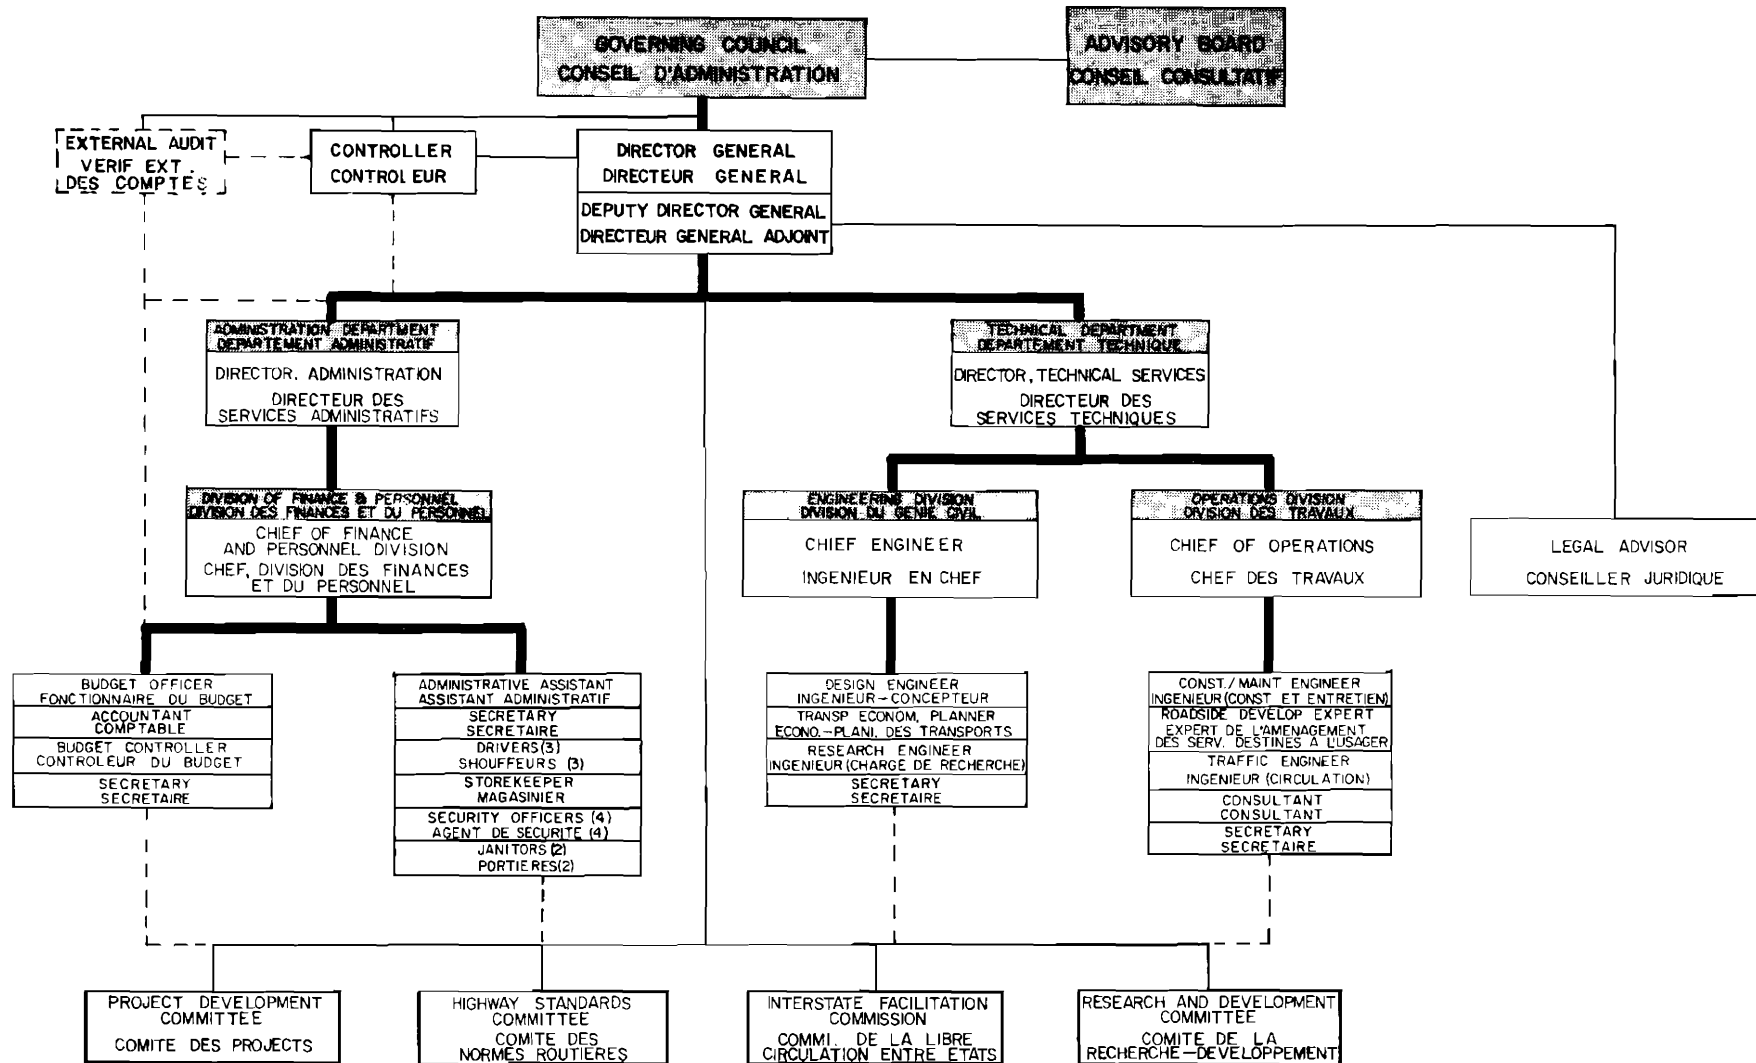 GOVERNING COUNCIL
CONSEIL D'ADMINISTRATION
ADVISORY BOARD
CONSEIL CONSULTATIF
EXTERNAL AUDIT
VERIF EXT.
DES COMPTES
CONTROLLER
CONTROLEUR
DIRECTOR GENERAL
DIRECTEUR GENERAL
DEPUTY DIRECTOR GENERAL
DIRECTEUR GENERAL ADJOINT
ADMINISTRATION DEPARTMENT
DEPARTEMENT ADMINISTRATIF
DIRECTOR, ADMINISTRATION
DIRECTEUR DES
SERVICES ADMINISTRATIFS
TECHNICAL DEPARTMENT
DEPARTEMENT TECHNIQUE
DIRECTOR, TECHNICAL SERVICES
DIRECTEUR DES
SERVICES TECHNIQUES
DIVISION OF FINANCE & PERSONNEL
DIVISION DES FINANCES ET DU PERSONNEL
CHIEF OF FINANCE
AND PERSONNEL DIVISION
CHEF, DIVISION DES FINANCES
ET DU PERSONNEL
ENGINEERING DIVISION
DIVISION DU GENIE CIVIL
CHIEF ENGINEER
INGENIEUR EN CHEF
OPERATIONS DIVISION
DIVISION DES TRAVAUX
CHIEF OF OPERATIONS
CHEF DES TRAVAUX
LEGAL ADVISOR
CONSEILLER JURIDIQUE
BUDGET OFFICER
FONCTIONNAIRE DU BUDGET
ACCOUNTANT
COMPTABLE
BUDGET CONTROLLER
CONTROLEUR DU BUDGET
SECRETARY
SECRETAIRE
ADMINISTRATIVE ASSISTANT
ASSISTANT ADMINISTRATIF
SECRETARY
SECRETAIRE
DRIVERS (3)
SHOUFFEURS (3)
STOREKEEPER
MAGASINIER
SECURITY OFFICERS (4)
AGENT DE SECURITE (4)
JANITORS (2)
PORTIERES (2)
DESIGN ENGINEER
INGENIEUR-CONCEPTEUR
TRANSP ECONOM, PLANNER
ECONO.-PLANI. DES TRANSPORTS
RESEARCH ENGINEER
INGENIEUR (CHARGE DE RECHERCHE)
SECRETARY
SECRETAIRE
CONST./ MAINT ENGINEER
INGENIEUR (CONST ET ENTRETIEN)
ROADSIDE DEVELOP EXPERT
EXPERT DE L'AMENAGEMENT
DES SERV. DESTINES A L'USAGER
TRAFFIC ENGINEER
INGENIEUR (CIRCULATION)
CONSULTANT
CONSULTANT
SECRETARY
SECRETAIRE
PROJECT DEVELOPMENT
COMMITTEE
COMITE DES PROJECTS
HIGHWAY STANDARDS
COMMITTEE
COMITE DES
NORMES ROUTIERES
INTERSTATE FACILITATION
COMMISSION
COMMI. DE LA LIBRE
CIRCULATION ENTRE ETATS
RESEARCH AND DEVELOPMENT
COMMITTEE
COMITE DE LA
RECHERCHE-DEVELOPPEMENT